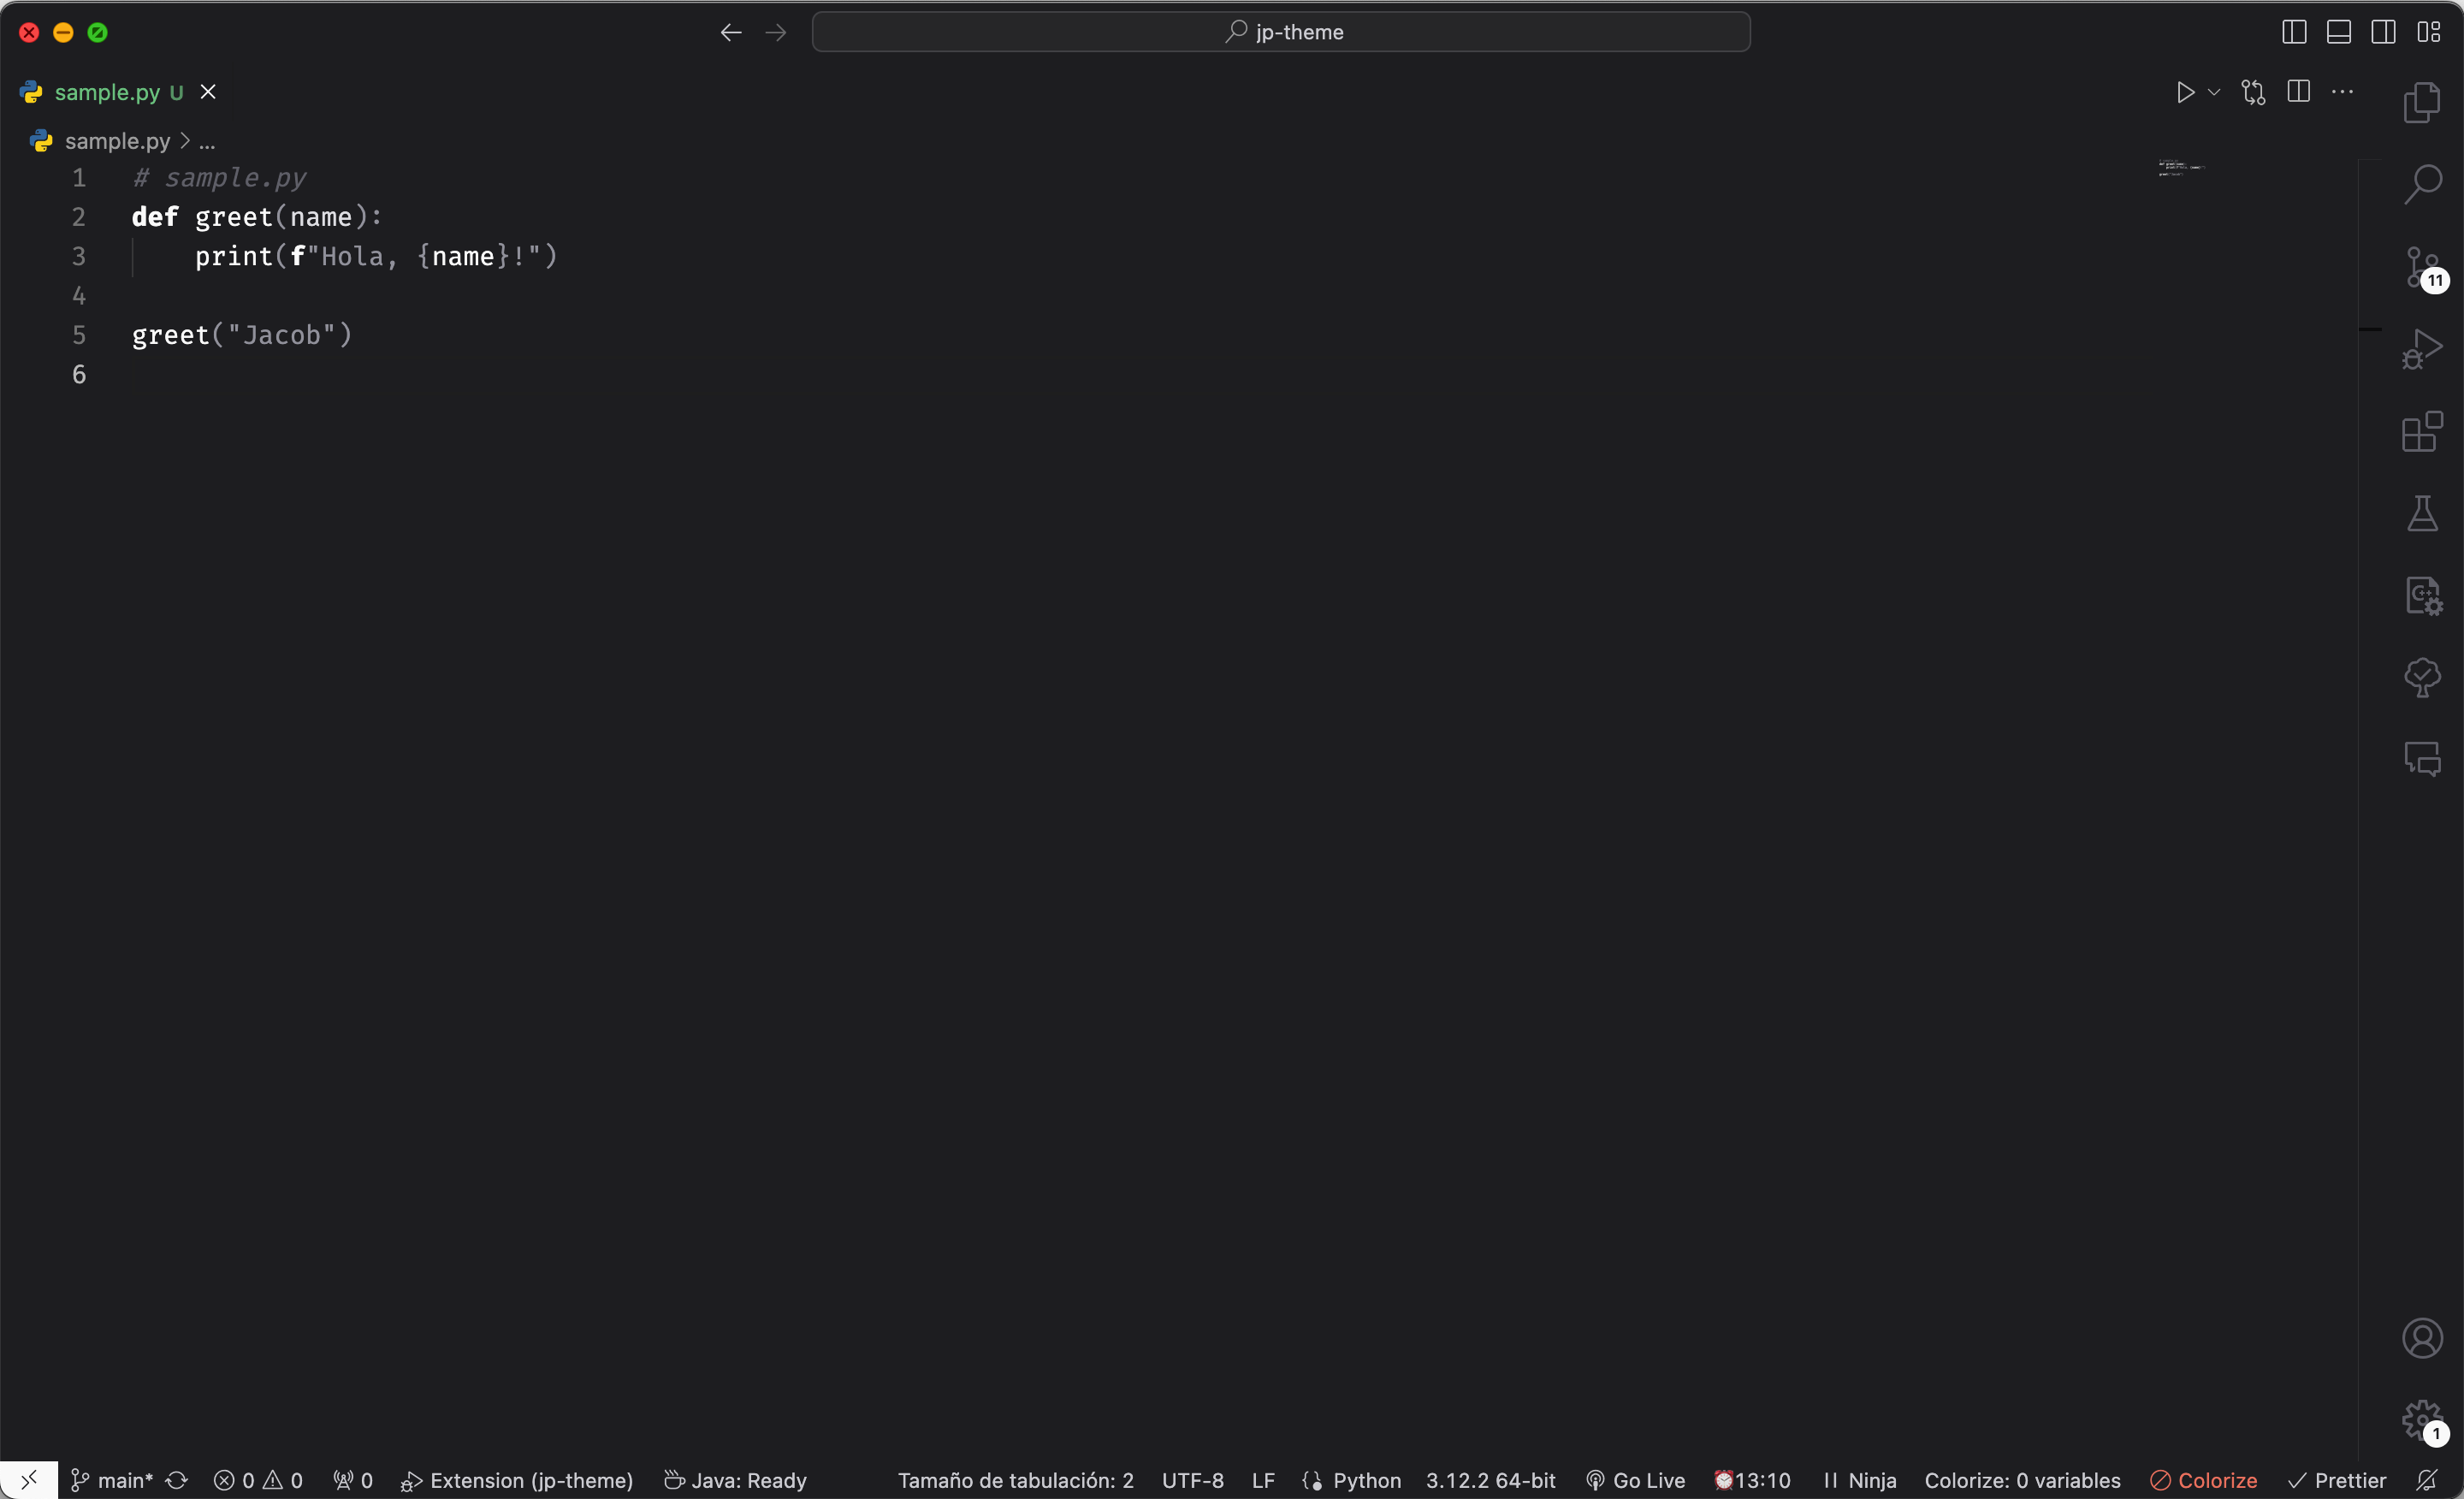 jp-theme
sample.py U
sample.py > ...
1 # sample.py
2 def greet(name):
3     print(f"Hola, {name}!")
4
5 greet("Jacob")
6
11
C++
1
main* 0 0 0 Extension (jp-theme) Java: Ready Tamaño de tabulación: 2 UTF-8 LF {} Python 3.12.2 64-bit Go Live ⏰13:10 II Ninja Colorize: 0 variables Colorize Prettier